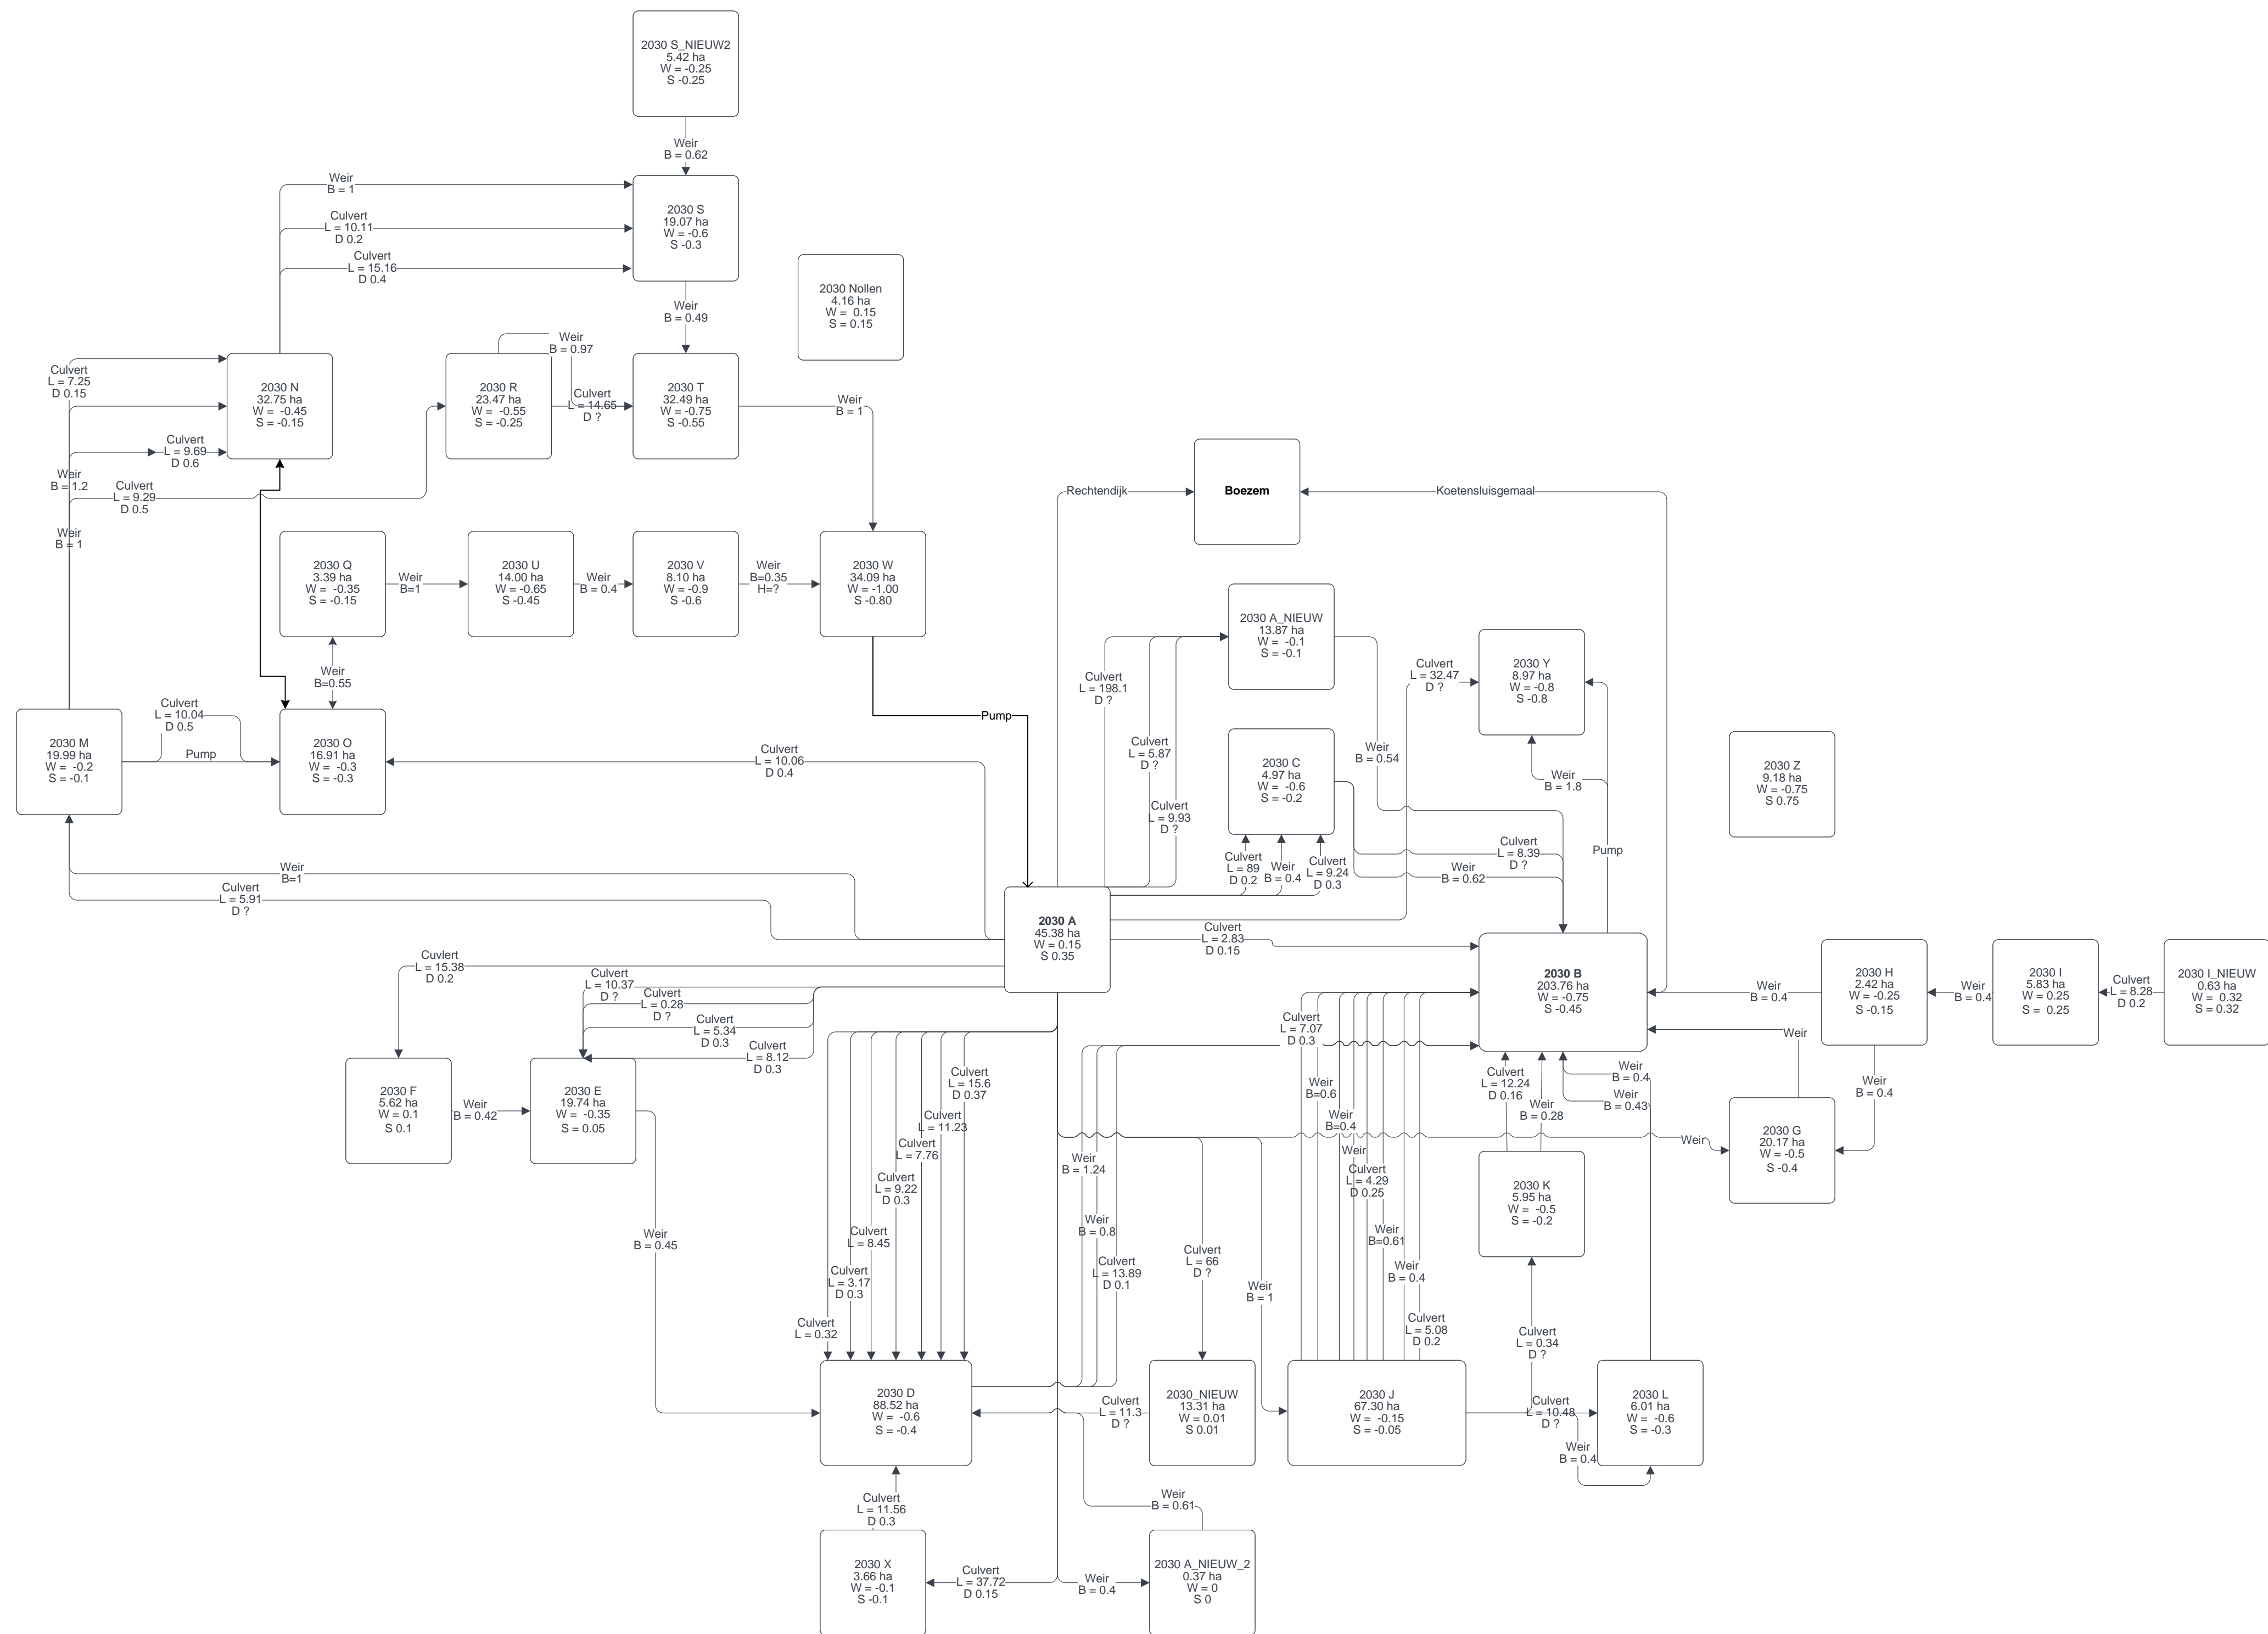 2030 S_NIEUW2
5.42 ha
W = -0.25
S -0.25
Weir
B = 0.62
Weir
B = 1
Culvert
L = 10.11
D 0.2
Culvert
L = 15.16
D 0.4
2030 S
19.07 ha
W = -0.6
S -0.3
2030 Nollen
4.16 ha
W =  0.15
S = 0.15
Weir
B = 0.49
Weir
B = 0.97
Culvert
L = 7.25
D 0.15
2030 N
32.75 ha
W =  -0.45
S = -0.15
2030 R
23.47 ha
W =  -0.55
S = -0.25
Culvert
L = 14.65
D ?
2030 T
32.49 ha
W = -0.75
S -0.55
Weir
B = 1
Culvert
L = 9.69
D 0.6
Weir
B = 1.2
Culvert
L = 9.29
D 0.5
Weir
B = 1
Rechtendijk
Boezem
Koetensluisgemaal
2030 Q
3.39 ha
W =  -0.35
S = -0.15
Weir
B=1
2030 U
14.00 ha
W = -0.65
S -0.45
Weir
B = 0.4
2030 V
8.10 ha
W = -0.9
S -0.6
Weir
B=0.35
H=?
2030 W
34.09 ha
W = -1.00
S -0.80
Weir
B=0.55
2030 A_NIEUW
13.87 ha
W =  -0.1
S = -0.1
Culvert
L = 198.1
D ?
Culvert
L = 32.47
D ?
2030 Y
8.97 ha
W = -0.8
S -0.8
Pump
2030 M
19.99 ha
W =  -0.2
S = -0.1
Culvert
L = 10.04
D 0.5
Pump
2030 O
16.91 ha
W =  -0.3
S = -0.3
Culvert
L = 10.06
D 0.4
Culvert
L = 5.87
D ?
Culvert
L = 9.93
D ?
2030 C
4.97 ha
W =  -0.6
S = -0.2
Weir
B = 0.54
Weir
B = 1.8
2030 Z
9.18 ha
W = -0.75
S 0.75
Culvert
L = 89
D 0.2
Weir
B = 0.4
Culvert
L = 9.24
D 0.3
Culvert
L = 8.39
D ?
Weir
B = 0.62
Pump
Weir
B=1
Culvert
L = 5.91
D ?
2030 A
45.38 ha
W = 0.15
S 0.35
Culvert
L = 2.83
D 0.15
Cuvlert
L = 15.38
D 0.2
Culvert
L = 10.37
D ?
Culvert
L = 0.28
D ?
Culvert
L = 5.34
D 0.3
Culvert
L = 8.12
D 0.3
2030 B
203.76 ha
W = -0.75
S -0.45
Weir
B = 0.4
2030 H
2.42 ha
W = -0.25
S -0.15
Weir
B = 0.4
2030 I
5.83 ha
W = 0.25
S =  0.25
Culvert
L = 8.28
D 0.2
2030 I_NIEUW
0.63 ha
W =  0.32
S = 0.32
Weir
2030 F
5.62 ha
W = 0.1
S 0.1
Weir
B = 0.42
2030 E
19.74 ha
W =  -0.35
S = 0.05
Weir
B = 0.45
Culvert
L = 15.6
D 0.37
Culvert
L = 11.23
Culvert
L = 7.76
Culvert
L = 9.22
D 0.3
Culvert
L = 8.45
Culvert
L = 3.17
D 0.3
Culvert
L = 0.32
Culvert
L = 7.07
D 0.3
Weir
B=0.6
Weir
B=0.4
Weir
Culvert
L = 4.29
D 0.25
Weir
B=0.61
Weir
B = 0.4
Culvert
L = 5.08
D 0.2
Culvert
L = 12.24
D 0.16
Weir
B = 0.28
Weir
B = 0.4
Weir
B = 0.43
Weir
B = 0.4
Weir
2030 G
20.17 ha
W = -0.5
S -0.4
2030 K
5.95 ha
W =  -0.5
S = -0.2
Weir
B = 1.24
Weir
B = 0.8
Culvert
L = 13.89
D 0.1
Culvert
L = 66
D ?
Weir
B = 1
Culvert
L = 0.34
D ?
2030 D
88.52 ha
W =  -0.6
S = -0.4
Culvert
L = 11.3
D ?
2030_NIEUW
13.31 ha
W = 0.01
S 0.01
2030 J
67.30 ha
W =  -0.15
S = -0.05
Culvert
L = 10.48
D ?
Weir
B = 0.4
2030 L
6.01 ha
W =  -0.6
S = -0.3
Culvert
L = 11.56
D 0.3
Weir
B = 0.61
2030 X
3.66 ha
W = -0.1
S -0.1
Culvert
L = 37.72
D 0.15
Weir
B = 0.4
2030 A_NIEUW_2
0.37 ha
W = 0
S 0